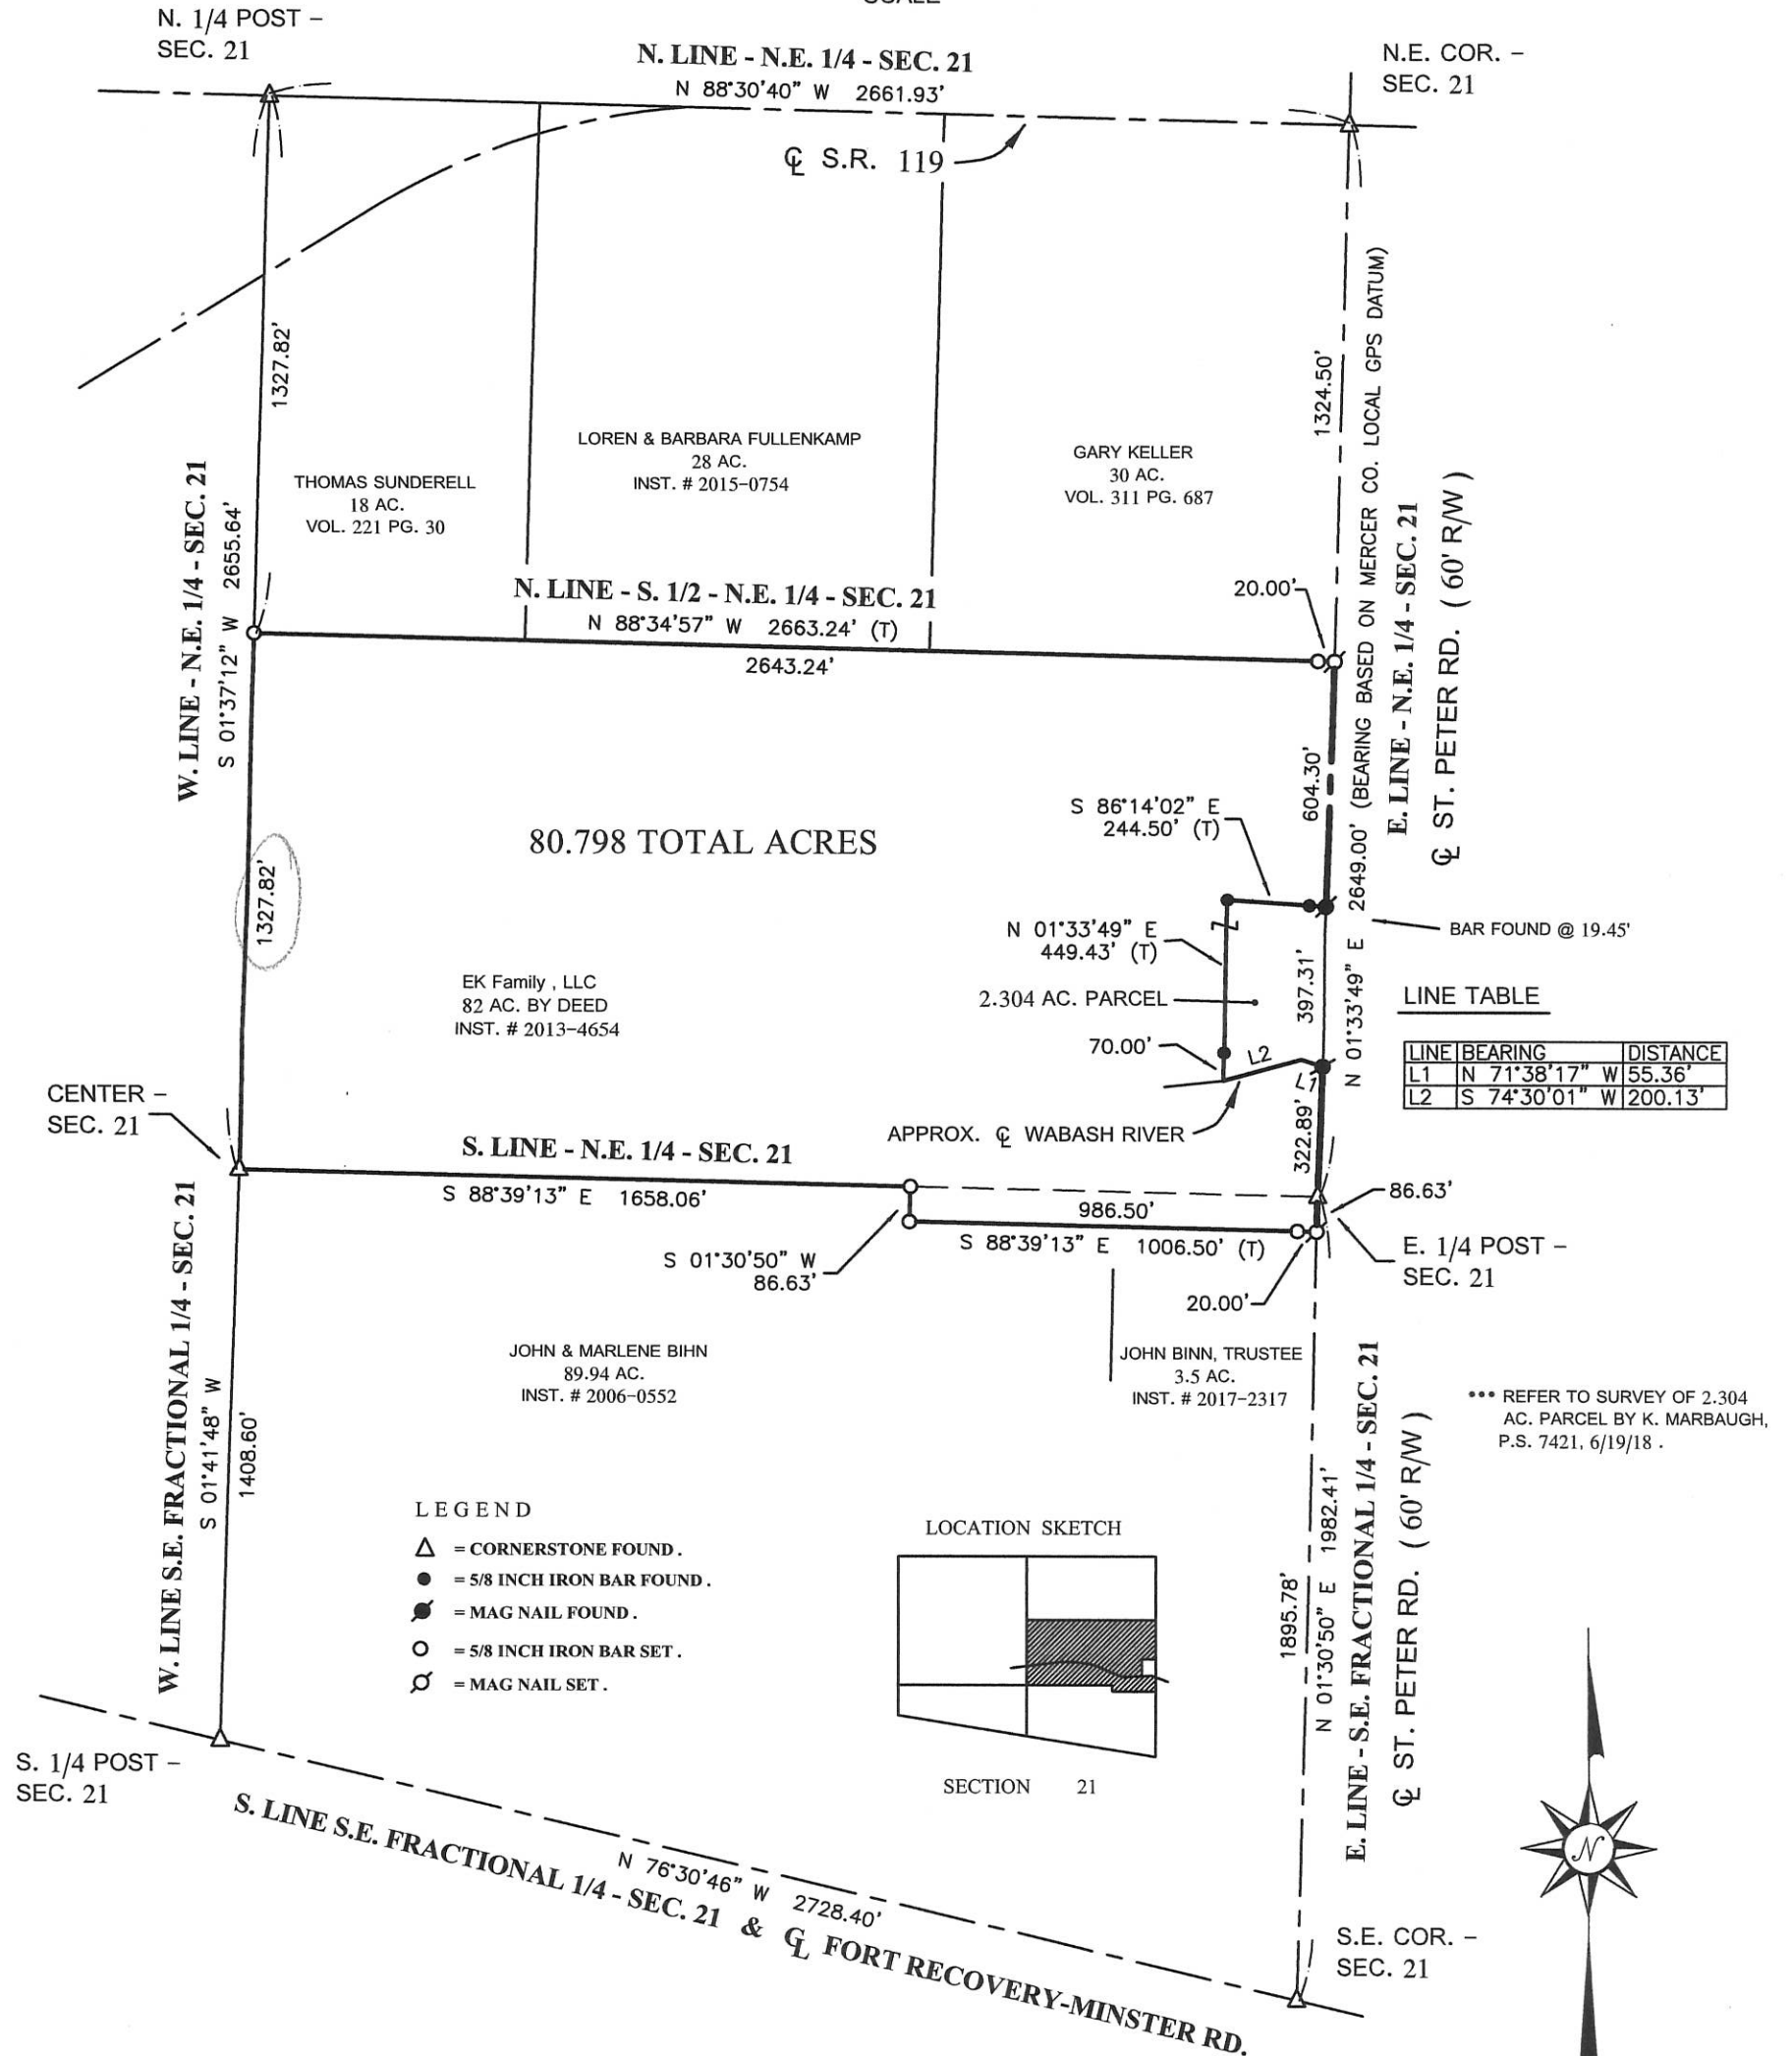 SCALE
N. 1/4 POST –
SEC. 21
N. LINE - N.E. 1/4 - SEC. 21
N 88°30'40" W 2661.93'
N.E. COR. –
SEC. 21
℄ S.R. 119
1327.82'
1324.50'
THOMAS SUNDERELL
18 AC.
VOL. 221 PG. 30
LOREN & BARBARA FULLENKAMP
28 AC.
INST. # 2015-0754
GARY KELLER
30 AC.
VOL. 311 PG. 687
W. LINE - N.E. 1/4 - SEC. 21
S 01°37'12" W 2655.64'
N. LINE - S. 1/2 - N.E. 1/4 - SEC. 21
N 88°34'57" W 2663.24' (T)
2643.24'
20.00'
N 01°33'49" E 2649.00' (BEARING BASED ON MERCER CO. LOCAL GPS DATUM)
E. LINE - N.E. 1/4 - SEC. 21
℄ ST. PETER RD. ( 60' R/W )
604.30'
80.798 TOTAL ACRES
S 86°14'02" E
244.50' (T)
1327.82'
N 01°33'49" E
449.43' (T)
BAR FOUND @ 19.45'
2.304 AC. PARCEL
397.31'
EK Family , LLC
82 AC. BY DEED
INST. # 2013-4654
70.00'
L2
L1
LINE TABLE
LINE BEARING DISTANCE
L1 N 71°38'17" W 55.36'
L2 S 74°30'01" W 200.13'
CENTER –
SEC. 21
APPROX. ℄ WABASH RIVER
322.89'
S. LINE - N.E. 1/4 - SEC. 21
S 88°39'13" E 1658.06'
86.63'
986.50'
S 88°39'13" E 1006.50' (T)
S 01°30'50" W
86.63'
E. 1/4 POST –
SEC. 21
20.00'
JOHN & MARLENE BIHN
89.94 AC.
INST. # 2006-0552
JOHN BINN, TRUSTEE
3.5 AC.
INST. # 2017-2317
••• REFER TO SURVEY OF 2.304
AC. PARCEL BY K. MARBAUGH,
P.S. 7421, 6/19/18 .
W. LINE S.E. FRACTIONAL 1/4 - SEC. 21
S 01°41'48" W
1408.60'
LEGEND
= CORNERSTONE FOUND .
= 5/8 INCH IRON BAR FOUND .
= MAG NAIL FOUND .
= 5/8 INCH IRON BAR SET .
= MAG NAIL SET .
LOCATION SKETCH
SECTION 21
1895.78'
N 01°30'50" E 1982.41'
E. LINE - S.E. FRACTIONAL 1/4 - SEC. 21
℄ ST. PETER RD. ( 60' R/W )
N
S. 1/4 POST –
SEC. 21
N 76°30'46" W 2728.40'
S. LINE S.E. FRACTIONAL 1/4 - SEC. 21 & ℄ FORT RECOVERY-MINSTER RD.
S.E. COR. –
SEC. 21